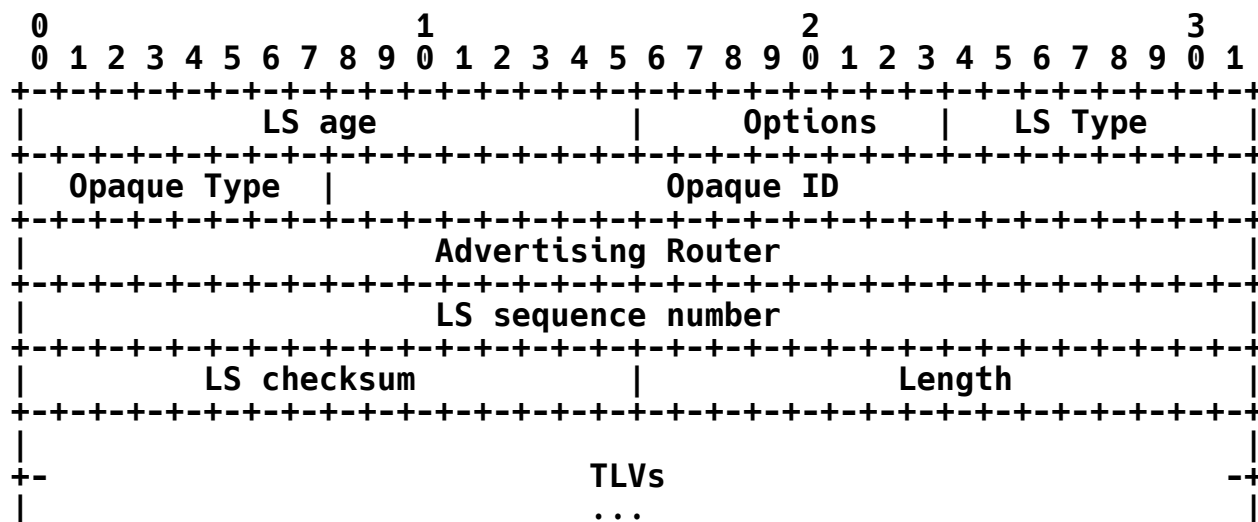 0                   1                   2                   3
 0 1 2 3 4 5 6 7 8 9 0 1 2 3 4 5 6 7 8 9 0 1 2 3 4 5 6 7 8 9 0 1
+-+-+-+-+-+-+-+-+-+-+-+-+-+-+-+-+-+-+-+-+-+-+-+-+-+-+-+-+-+-+-+-+
|            LS age             |     Options   |   LS Type     |
+-+-+-+-+-+-+-+-+-+-+-+-+-+-+-+-+-+-+-+-+-+-+-+-+-+-+-+-+-+-+-+-+
|  Opaque Type  |                 Opaque ID                     |
+-+-+-+-+-+-+-+-+-+-+-+-+-+-+-+-+-+-+-+-+-+-+-+-+-+-+-+-+-+-+-+-+
|                     Advertising Router                        |
+-+-+-+-+-+-+-+-+-+-+-+-+-+-+-+-+-+-+-+-+-+-+-+-+-+-+-+-+-+-+-+-+
|                     LS sequence number                        |
+-+-+-+-+-+-+-+-+-+-+-+-+-+-+-+-+-+-+-+-+-+-+-+-+-+-+-+-+-+-+-+-+
|         LS checksum           |             Length            |
+-+-+-+-+-+-+-+-+-+-+-+-+-+-+-+-+-+-+-+-+-+-+-+-+-+-+-+-+-+-+-+-+
|                                                               |
+-                            TLVs                             -+
|                             ...                               |